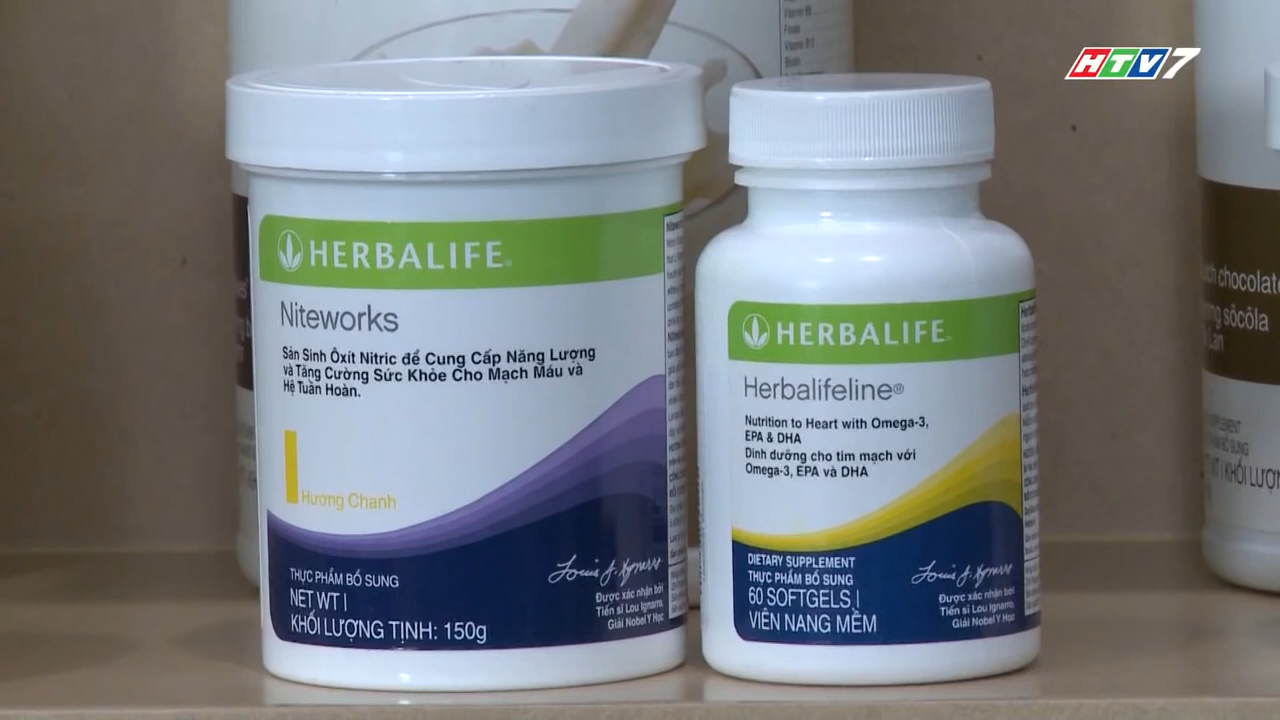 HTV7
HERBALIFE
Niteworks
Sản Sinh Ôxít Nitric để Cung Cấp Năng Lượng
và Tăng Cường Sức Khỏe Cho Mạch Máu và
Hệ Tuần Hoàn.
Hương Chanh
THỰC PHẨM BỔ SUNG
NET WT |
KHỐI LƯỢNG TỊNH: 150g
Được xác nhận bởi
Tiến sĩ Lou Ignarro,
Giải Nobel Y Học
HERBALIFE
Herbalifeline®
Nutrition to Heart with Omega-3,
EPA & DHA
Dinh dưỡng cho tim mạch với
Omega-3, EPA và DHA
DIETARY SUPPLEMENT
THỰC PHẨM BỔ SUNG
60 SOFTGELS |
VIÊN NANG MỀM
Được xác nhận bởi
Tiến sĩ Lou Ignarro,
Giải Nobel Y Học
chocolate
sôcôla
KHỐI LƯỢNG